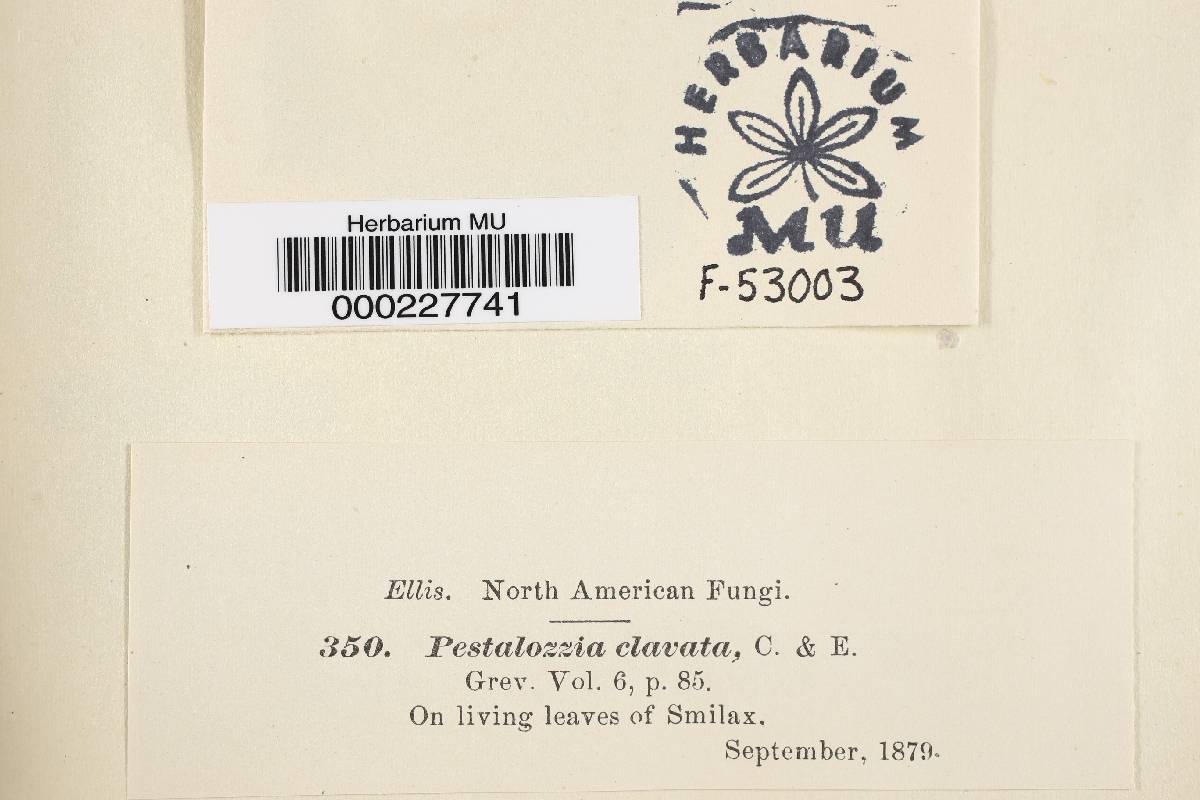 HERBARIUM
MU
F-53003
Herbarium MU
000227741
Ellis. North American Fungi.
350. Pestalozzia clavata, C. & E.
Grev. Vol. 6, p. 85.
On living leaves of Smilax.
September, 1879.